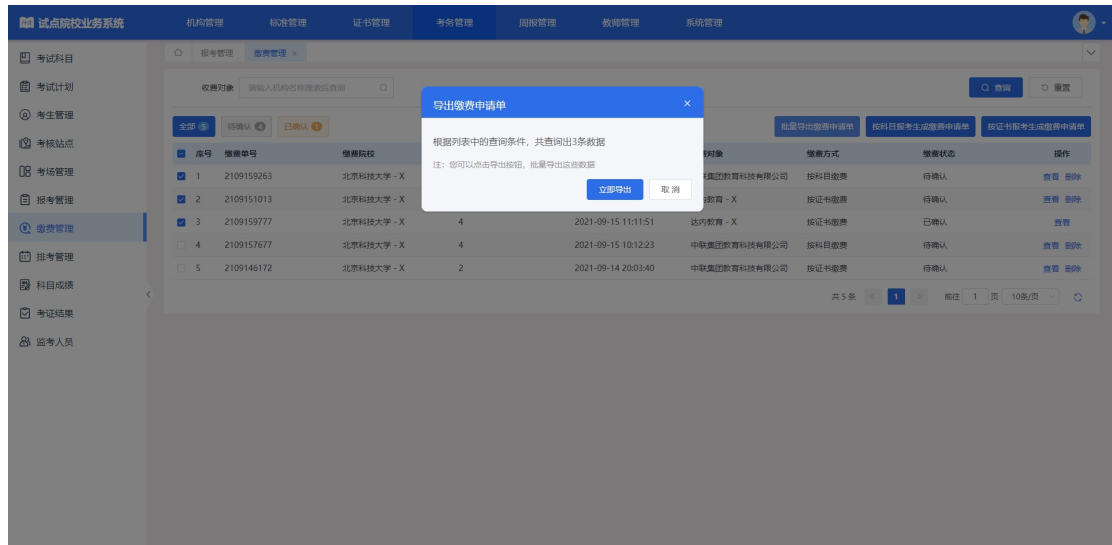 试点院校业务系统 机构管理 标准管理 证书管理 考务管理 周报管理 教师管理 系统管理
考试科目
考试计划
考生管理
考核站点
考场管理
报考管理
缴费管理
排考管理
科目成绩
考证结果
监考人员
报考管理 缴费管理 ×
收费对象 请输入机构名称搜索后查询 查询 重置
全部 5 待确认 4 已确认 1 批量导出缴费申请单 按科目报考生成缴费申请单 按证书报考生成缴费申请单
导出缴费申请单 ×
根据列表中的查询条件，共查询出3条数据
注：您可以点击导出按钮，批量导出这些数据
立即导出 取 消
序号 缴费单号 缴费院校 对象 缴费方式 缴费状态 操作
1 2109159263 北京科技大学 - X 集团教育科技有限公司 按科目缴费 待确认 查看 删除
2 2109151013 北京科技大学 - X 教育 - X 按证书缴费 待确认 查看 删除
3 2109159777 北京科技大学 - X 4 2021-09-15 11:11:51 达内教育 - X 按证书缴费 已确认 查看
4 2109157677 北京科技大学 - X 4 2021-09-15 10:12:23 中联集团教育科技有限公司 按科目缴费 待确认 查看 删除
5 2109146172 北京科技大学 - X 2 2021-09-14 20:03:40 中联集团教育科技有限公司 按证书缴费 待确认 查看 删除
共 5 条 < 1 > 前往 1 页 10条/页